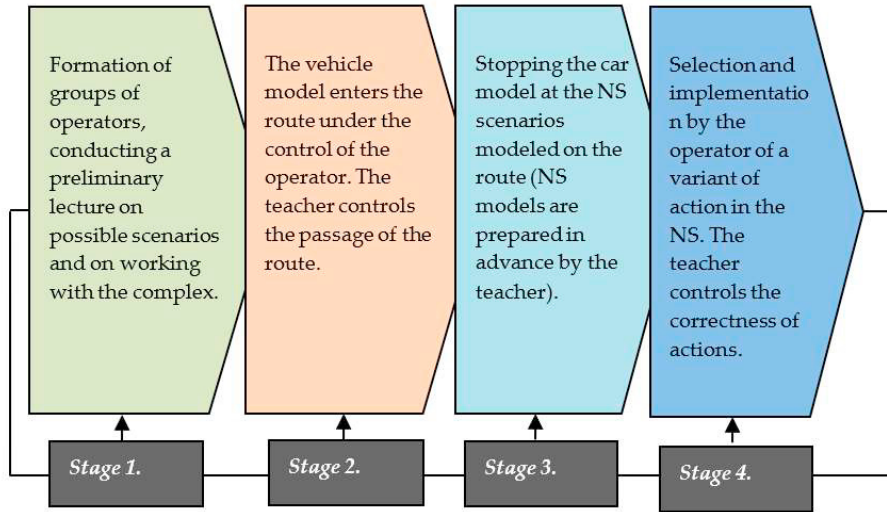 Formation of
groups of
operators,
conducting a
preliminary
lecture on
possible scenarios
and on working
with the complex.
The vehicle
model enters the
route under the
control of the
operator. The
teacher controls
the passage of the
route.
Stopping the car
model at the NS
scenarios
modeled on the
route (NS
models are
prepared in
advance by the
teacher).
Selection and
implementatio
n by the
operator of a
variant of
action in the
NS. The
teacher
controls the
correctness of
actions.
Stage 1.
Stage 2.
Stage 3.
Stage 4.